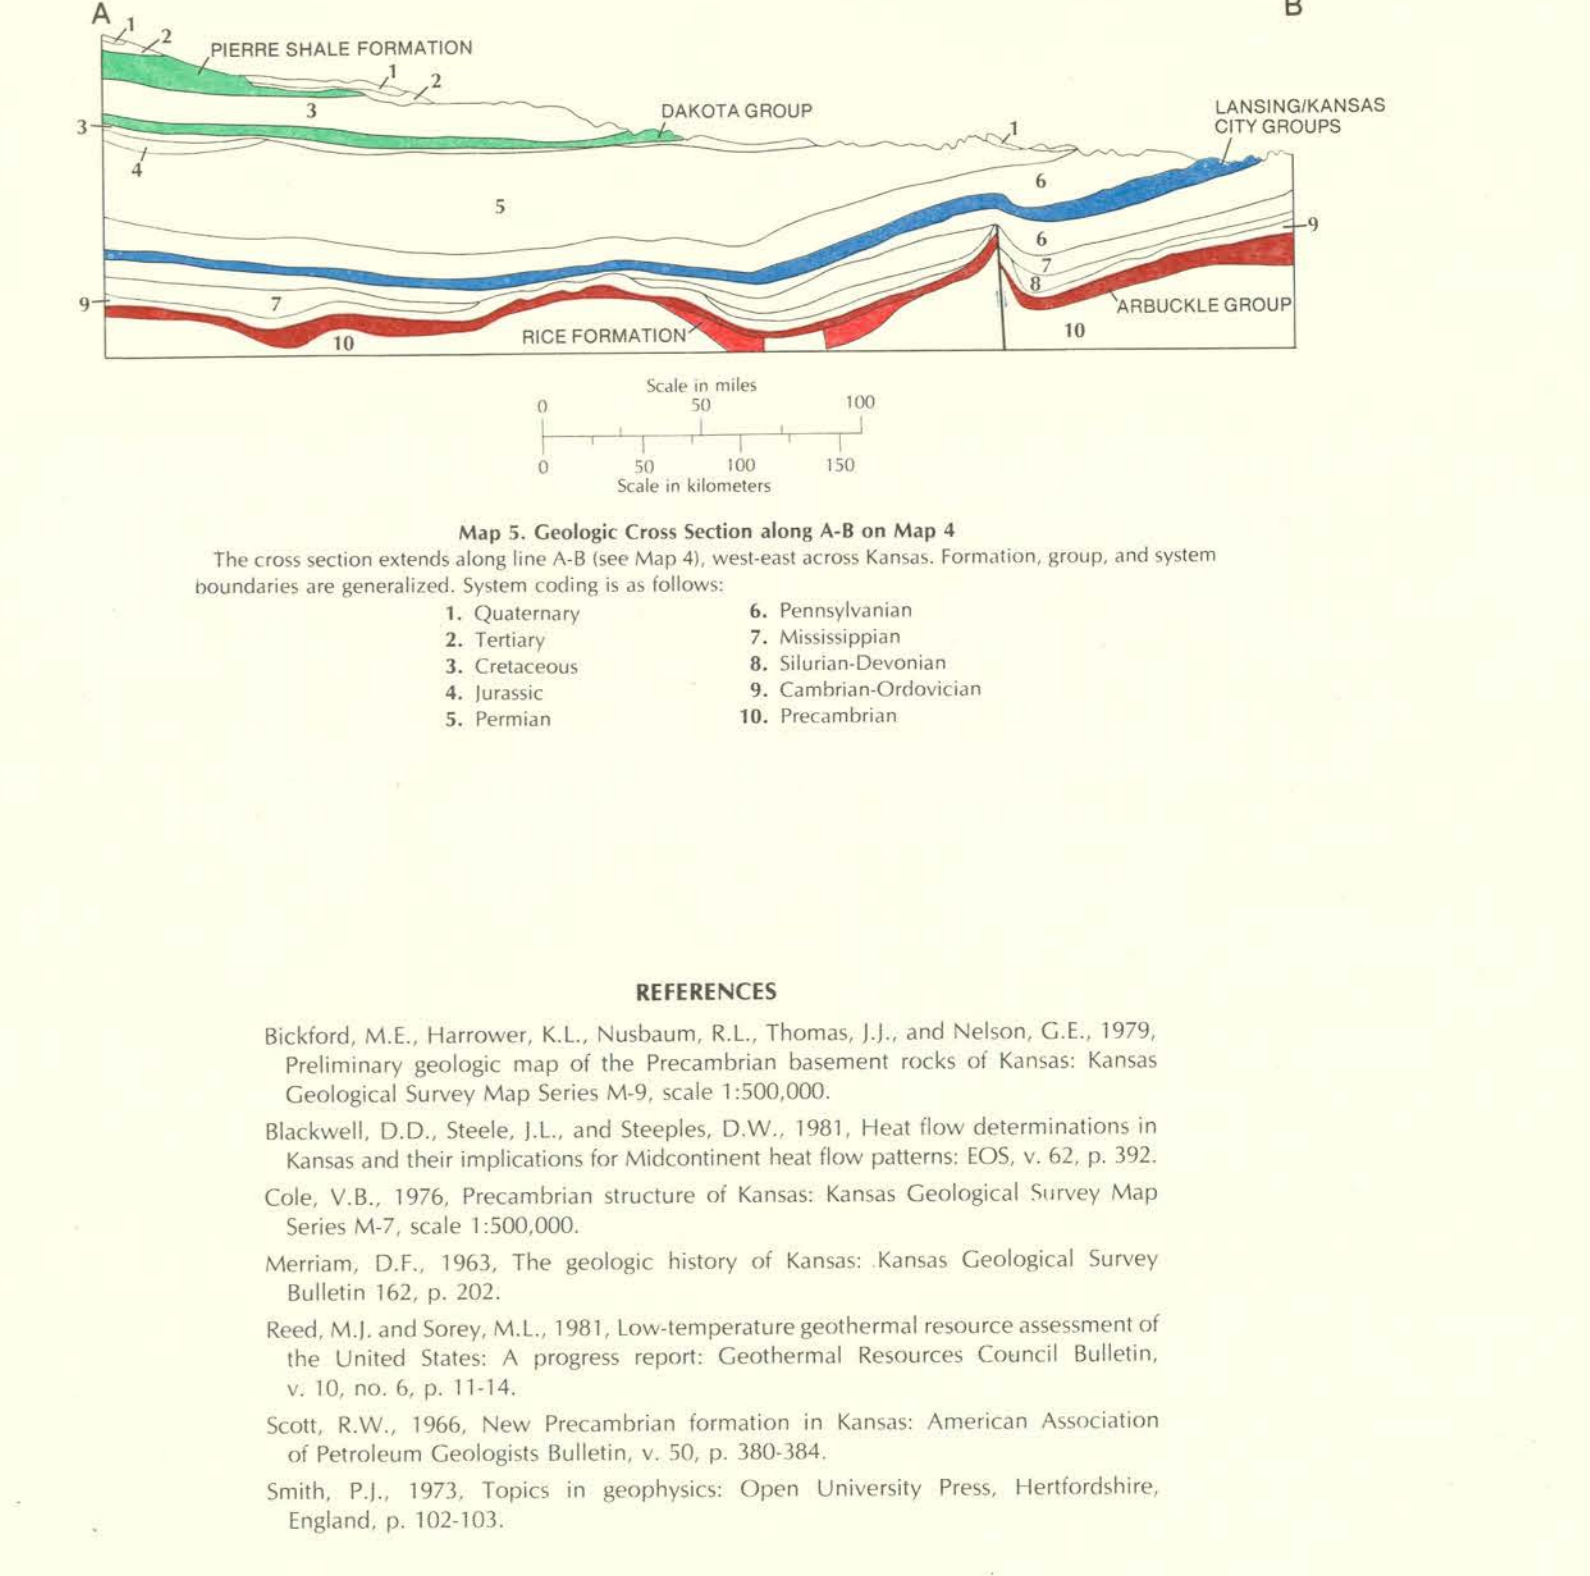 A
B
1
2
PIERRE SHALE FORMATION
1
2
3
DAKOTA GROUP
LANSING/KANSAS
CITY GROUPS
3
1
4
6
5
9
6
7
8
9
7
ARBUCKLE GROUP
RICE FORMATION
10
10
Scale in miles
0 50 100
0 50 100 150
Scale in kilometers
Map 5. Geologic Cross Section along A-B on Map 4
The cross section extends along line A-B (see Map 4), west-east across Kansas. Formation, group, and system
boundaries are generalized. System coding is as follows:
1. Quaternary
2. Tertiary
3. Cretaceous
4. Jurassic
5. Permian
6. Pennsylvanian
7. Mississippian
8. Silurian-Devonian
9. Cambrian-Ordovician
10. Precambrian
REFERENCES
Bickford, M.E., Harrower, K.L., Nusbaum, R.L., Thomas, J.J., and Nelson, G.E., 1979,
Preliminary geologic map of the Precambrian basement rocks of Kansas: Kansas
Geological Survey Map Series M-9, scale 1:500,000.
Blackwell, D.D., Steele, J.L., and Steeples, D.W., 1981, Heat flow determinations in
Kansas and their implications for Midcontinent heat flow patterns: EOS, v. 62, p. 392.
Cole, V.B., 1976, Precambrian structure of Kansas: Kansas Geological Survey Map
Series M-7, scale 1:500,000.
Merriam, D.F., 1963, The geologic history of Kansas: Kansas Geological Survey
Bulletin 162, p. 202.
Reed, M.J. and Sorey, M.L., 1981, Low-temperature geothermal resource assessment of
the United States: A progress report: Geothermal Resources Council Bulletin,
v. 10, no. 6, p. 11-14.
Scott, R.W., 1966, New Precambrian formation in Kansas: American Association
of Petroleum Geologists Bulletin, v. 50, p. 380-384.
Smith, P.J., 1973, Topics in geophysics: Open University Press, Hertfordshire,
England, p. 102-103.